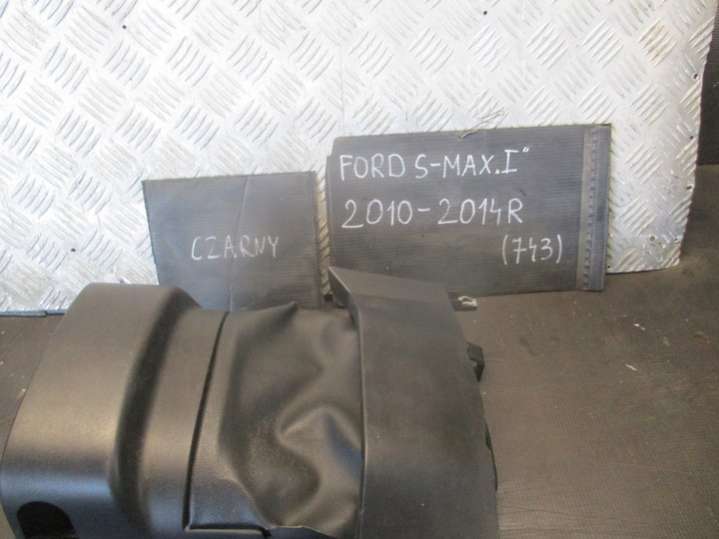 CZARNY
FORD S-MAX.I"
2010-2014R
(743)